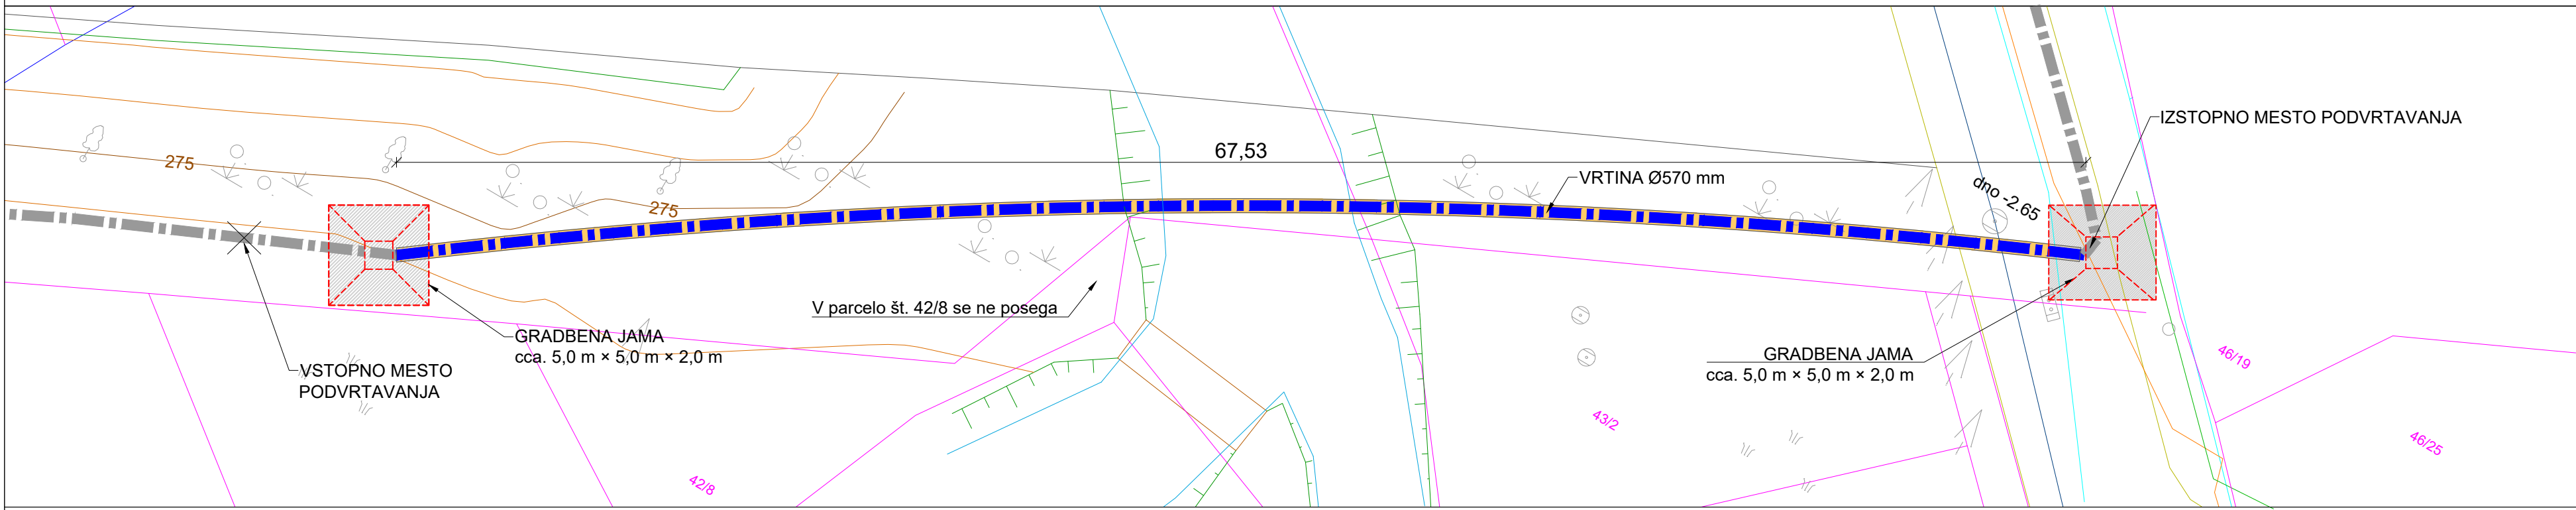 IZSTOPNO MESTO PODVRTAVANJA
67,53
275
VRTINA Ø570 mm
dno -2.65
275
V parcelo št. 42/8 se ne posega
GRADBENA JAMA
cca. 5,0 m × 5,0 m × 2,0 m
GRADBENA JAMA
cca. 5,0 m × 5,0 m × 2,0 m
VSTOPNO MESTO
PODVRTAVANJA
46/19
43/2
46/25
42/8